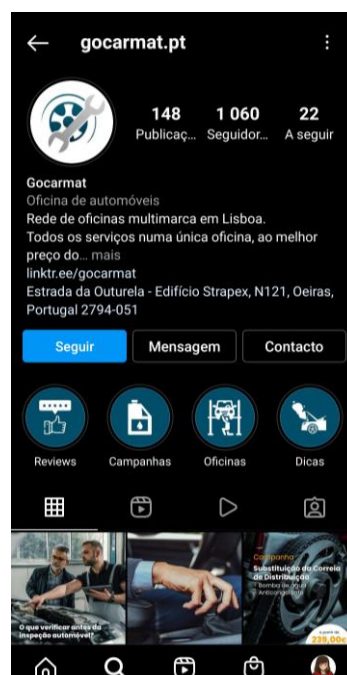 gocarmat.pt
148
1 060
22
Publicaç...
Seguidor...
A seguir
Gocarmat
Oficina de automóveis
Rede de oficinas multimarca em Lisboa.
Todos os serviços numa única oficina, ao melhor
preço do... mais
linktr.ee/gocarmat
Estrada da Outurela - Edifício Strapex, N121, Oeiras,
Portugal 2794-051
Seguir
Mensagem
Contacto
Reviews
Campanhas
Oficinas
Dicas
O que verificar antes da
inspeção automóvel?
Campanha
Substituição da Correia
de Distribuição
Bomba de água
Anticongelante
a partir de
239,00€